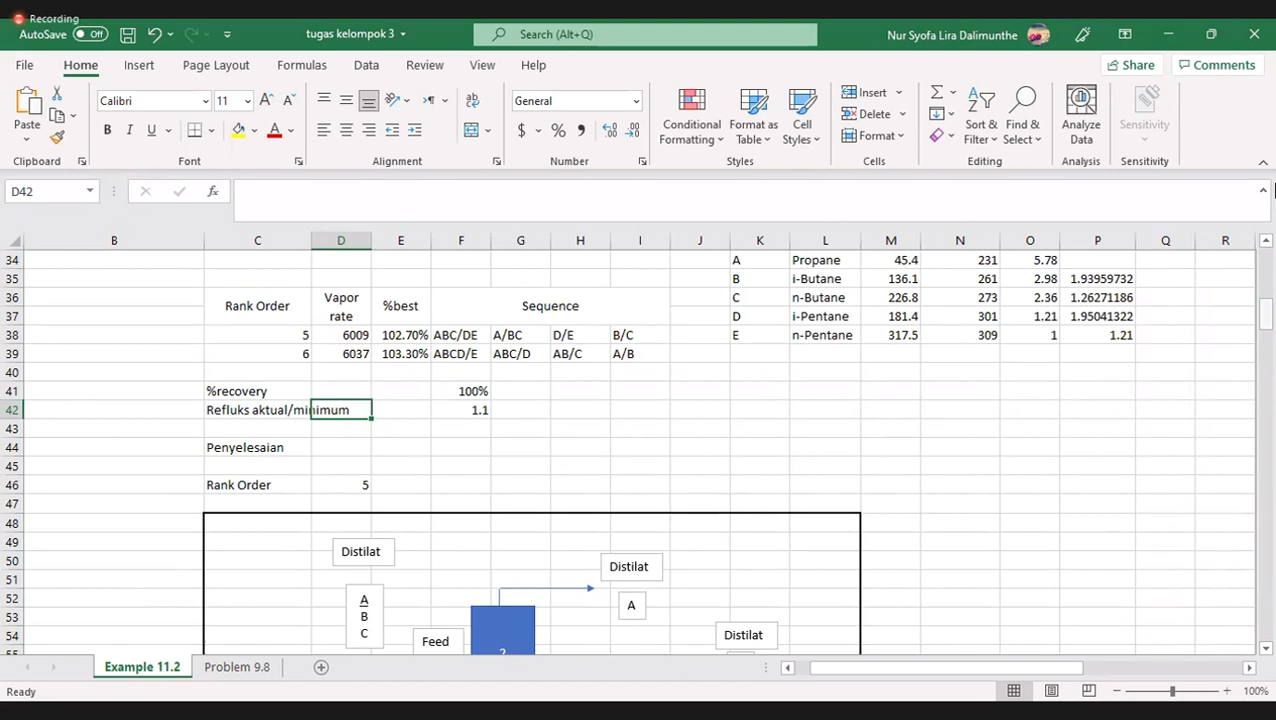 Recording
AutoSave Off tugas kelompok 3 Search (Alt+Q) Nur Syofa Lira Dalimunthe
File Home Insert Page Layout Formulas Data Review View Help Share Comments
Calibri 11 General Insert
Paste B I U A $ % Conditional Format as Cell Delete Sort & Find & Analyze Sensitivity
Formatting Table Styles Format Filter Select Data
Clipboard Font Alignment Number Styles Cells Editing Analysis Sensitivity
D42 fx
B C D E F G H I J K L M N O P Q R
34 A Propane 45.4 231 5.78
35 B i-Butane 136.1 261 2.98 1.93959732
36 Rank Order Vapor rate %best Sequence C n-Butane 226.8 273 2.36 1.26271186
37 D i-Pentane 181.4 301 1.21 1.95041322
38 5 6009 102.70% ABC/DE A/BC D/E B/C E n-Pentane 317.5 309 1 1.21
39 6 6037 103.30% ABCD/E ABC/D AB/C A/B
40
41 %recovery 100%
42 Refluks aktual/minimum 1.1
43
44 Penyelesaian
45
46 Rank Order 5
47
48
49 Distilat
50 Distilat
51
52 A
53 B A
54 C Feed Distilat
55 2
Example 11.2 Problem 9.8
Ready 100%